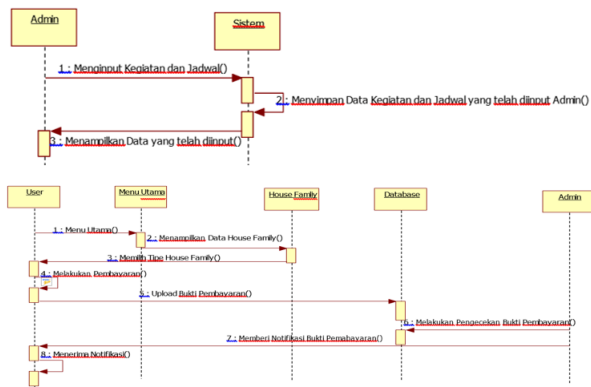 Admin
Sistem
1 : Menginput Kegiatan dan Jadwal()
2 : Menyimpan Data Kegiatan dan Jadwal yang telah diinput Admin()
3 : Menampilkan Data yang telah diinput()
User
Menu Utama
House Family
Database
Admin
1 : Menu Utama()
2 : Menampilkan Data House Family()
3 : Memilih Tipe House Family()
4 : Melakukan Pembayaran()
5 : Upload Bukti Pembayaran()
6 : Melakukan Pengecekan Bukti Pembayaran()
7 : Memberi Notifikasi Bukti Pemabayaran()
8 : Menerima Notifikasi()